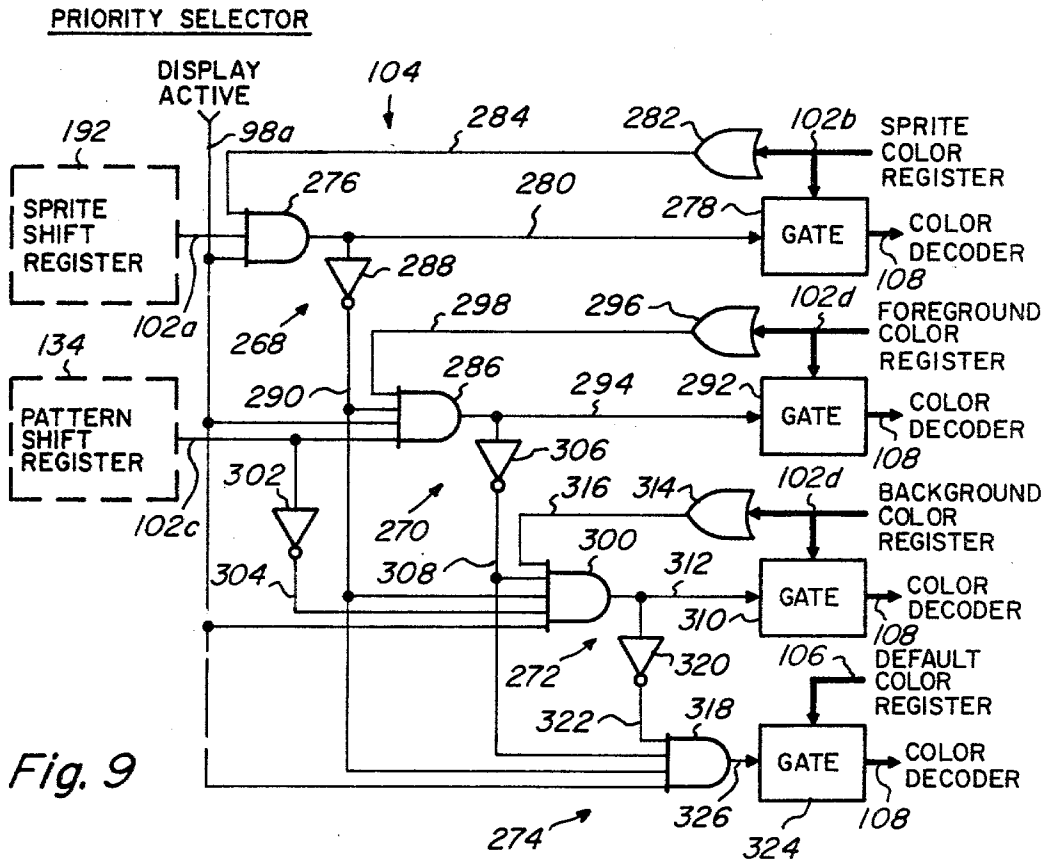 PRIORITY SELECTOR
DISPLAY
ACTIVE
104
98a
284
282
102b
SPRITE
COLOR
REGISTER
192
SPRITE
SHIFT
REGISTER
276
280
278
GATE
COLOR
DECODER
108
102a
288
268
298
296
102d
FOREGROUND
COLOR
REGISTER
134
PATTERN
SHIFT
REGISTER
290
286
294
292
GATE
COLOR
DECODER
108
302
102c
306
270
316
314
102d
BACKGROUND
COLOR
REGISTER
304
308
300
312
310
GATE
COLOR
DECODER
108
272
320
106
DEFAULT
COLOR
REGISTER
322
318
326
GATE
COLOR
DECODER
108
274
324
Fig. 9